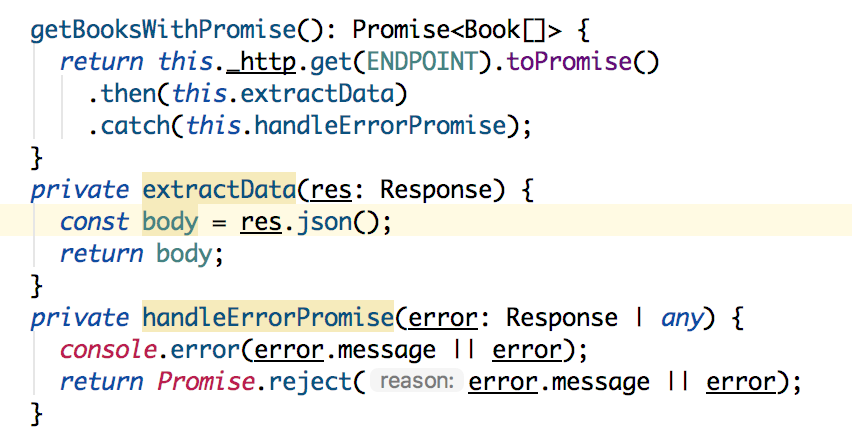 getBooksWithPromise(): Promise<Book[]> {
  return this._http.get(ENDPOINT).toPromise()
    .then(this.extractData)
    .catch(this.handleErrorPromise);
}
private extractData(res: Response) {
  const body = res.json();
  return body;
}
private handleErrorPromise(error: Response | any) {
  console.error(error.message || error);
  return Promise.reject( reason: error.message || error);
}